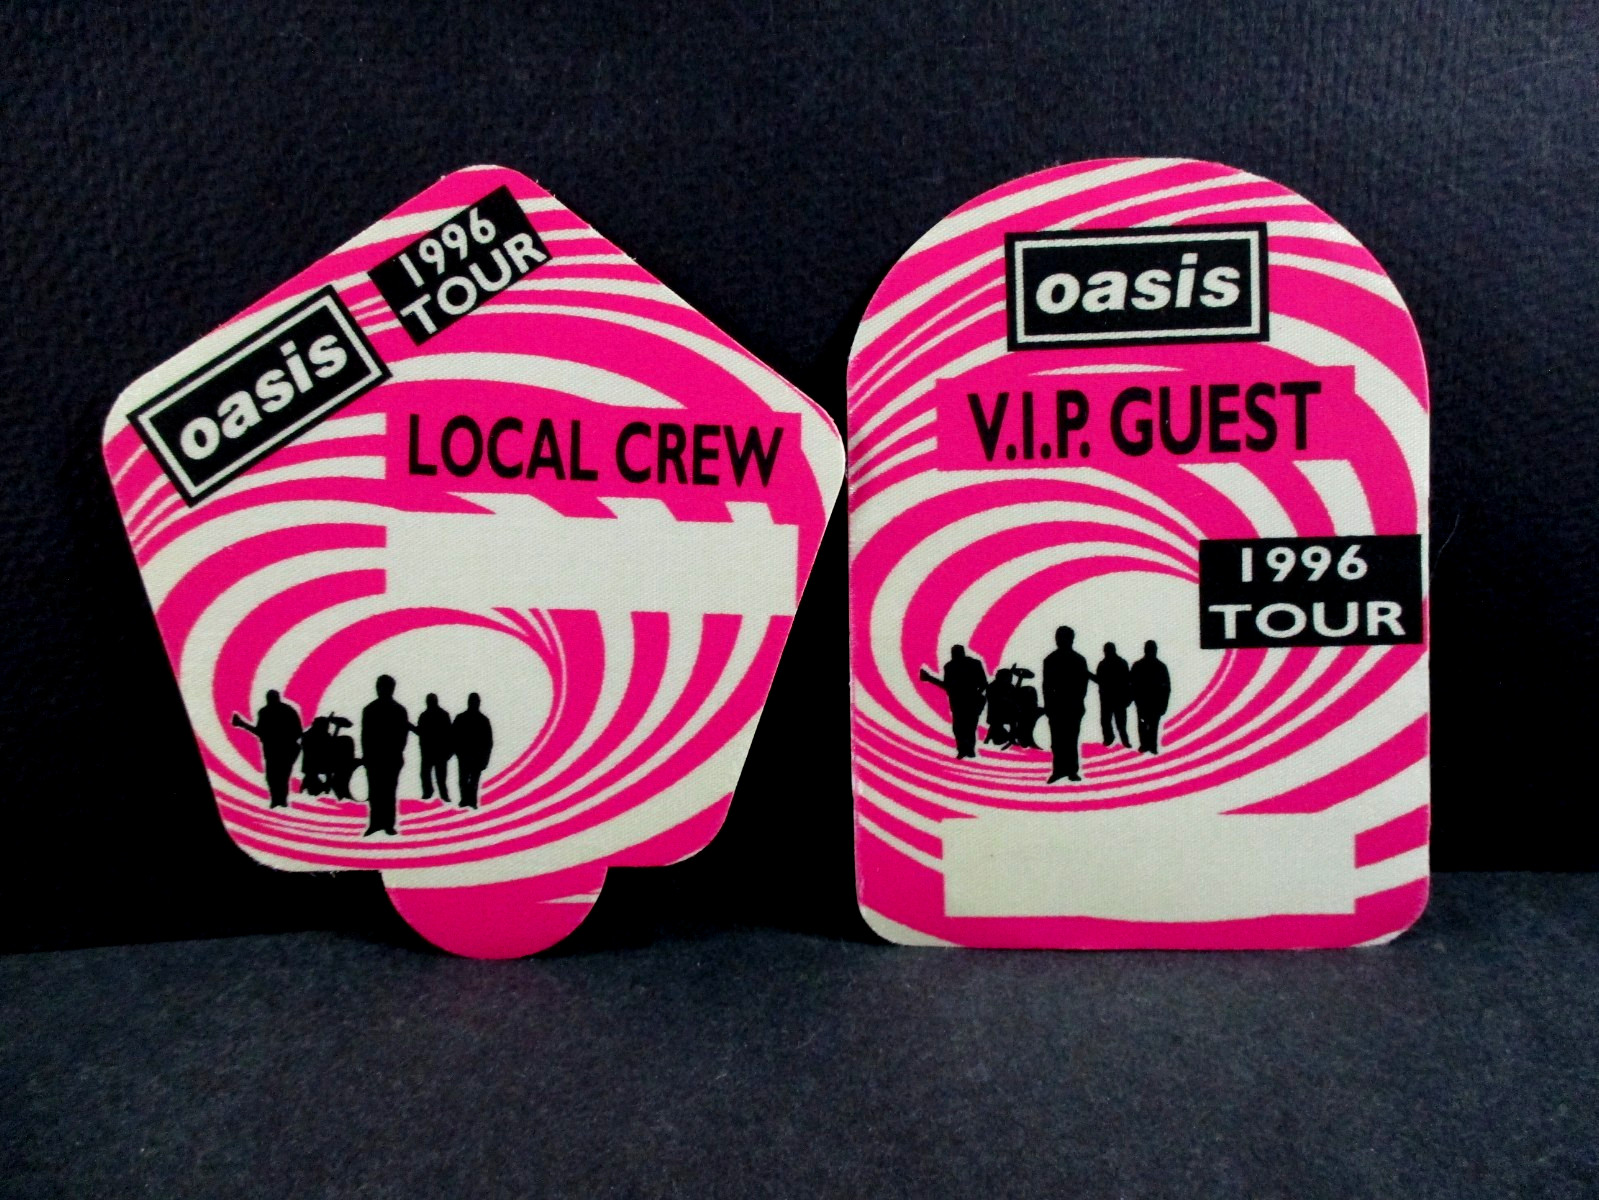 oasis
1996
TOUR
LOCAL CREW
oasis
V.I.P. GUEST
1996
TOUR